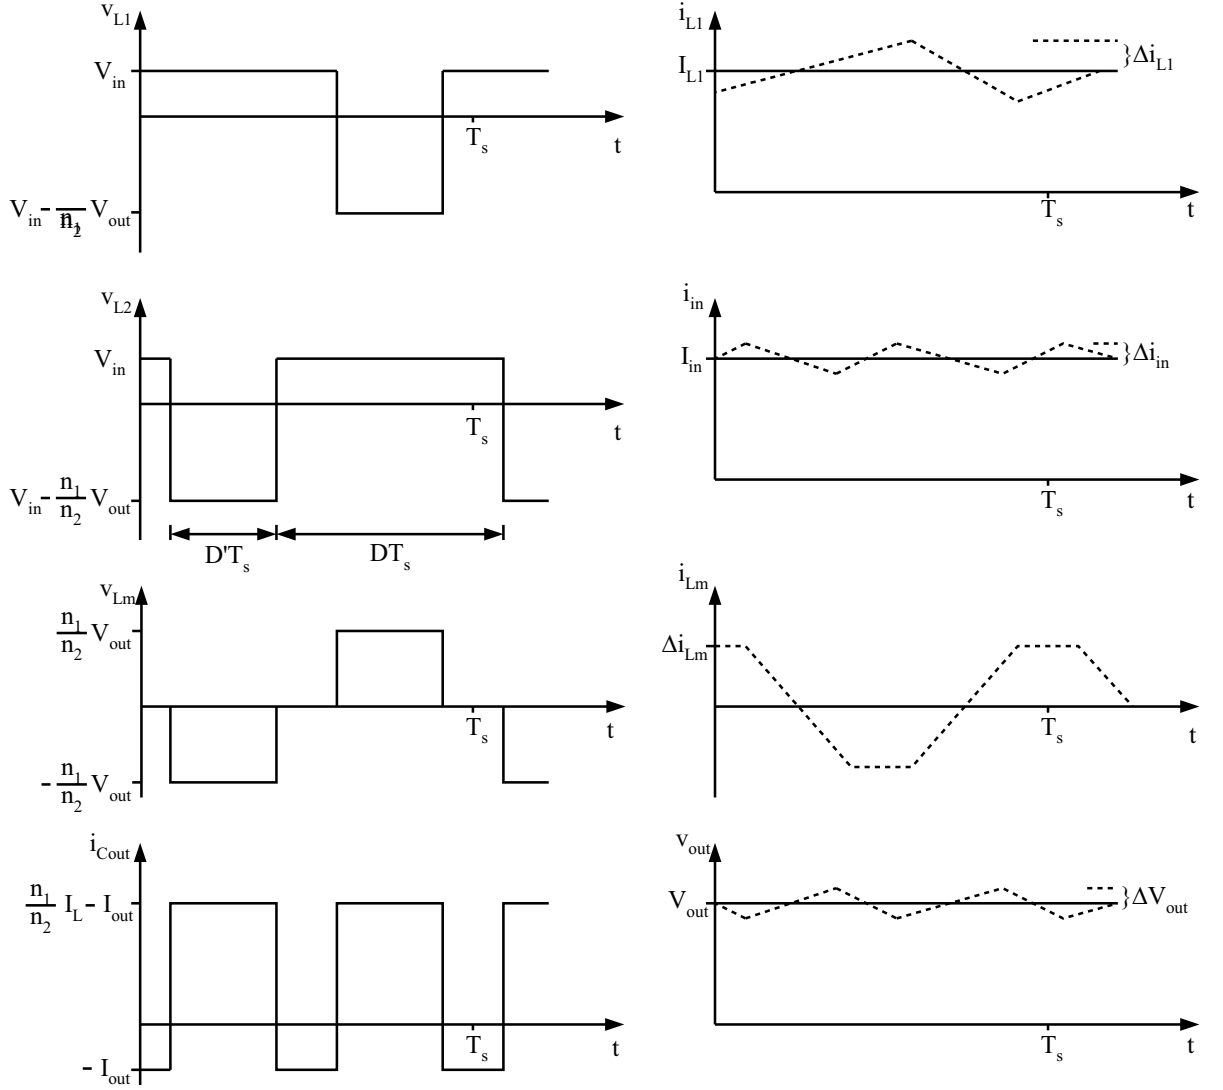 v_L1
V_in
T_s
t
V_in - n_1/n_2 V_out
i_L1
I_L1
}Δi_L1
T_s
t
v_L2
V_in
T_s
t
V_in - n_1/n_2 V_out
D'T_s
DT_s
i_in
I_in
}Δi_in
T_s
t
v_Lm
n_1/n_2 V_out
T_s
t
- n_1/n_2 V_out
i_Lm
Δi_Lm
T_s
t
i_Cout
n_1/n_2 I_L - I_out
T_s
t
- I_out
v_out
V_out
}ΔV_out
T_s
t